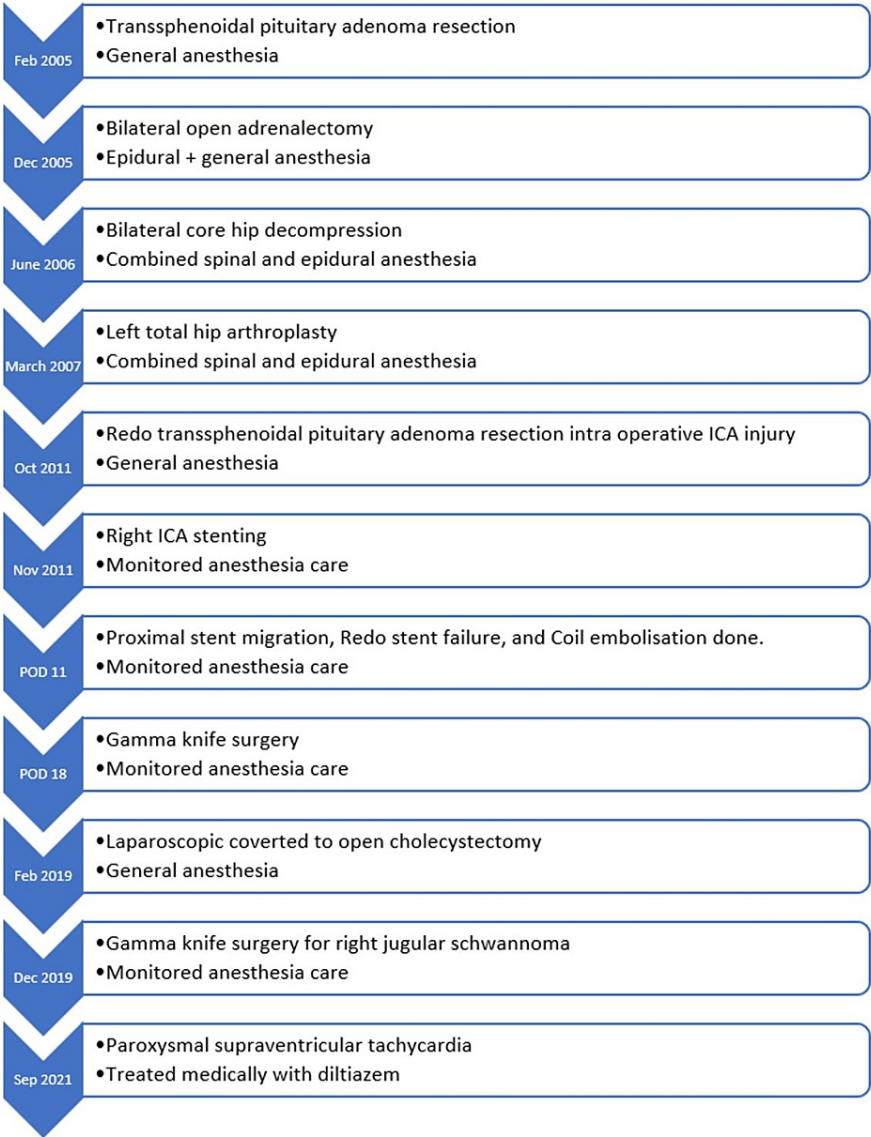 Feb 2005
•Transsphenoidal pituitary adenoma resection
•General anesthesia
Dec 2005
•Bilateral open adrenalectomy
•Epidural + general anesthesia
June 2006
•Bilateral core hip decompression
•Combined spinal and epidural anesthesia
March 2007
•Left total hip arthroplasty
•Combined spinal and epidural anesthesia
Oct 2011
•Redo transsphenoidal pituitary adenoma resection intra operative ICA injury
•General anesthesia
Nov 2011
•Right ICA stenting
•Monitored anesthesia care
POD 11
•Proximal stent migration, Redo stent failure, and Coil embolisation done.
•Monitored anesthesia care
POD 18
•Gamma knife surgery
•Monitored anesthesia care
Feb 2019
•Laparoscopic coverted to open cholecystectomy
•General anesthesia
Dec 2019
•Gamma knife surgery for right jugular schwannoma
•Monitored anesthesia care
Sep 2021
•Paroxysmal supraventricular tachycardia
•Treated medically with diltiazem